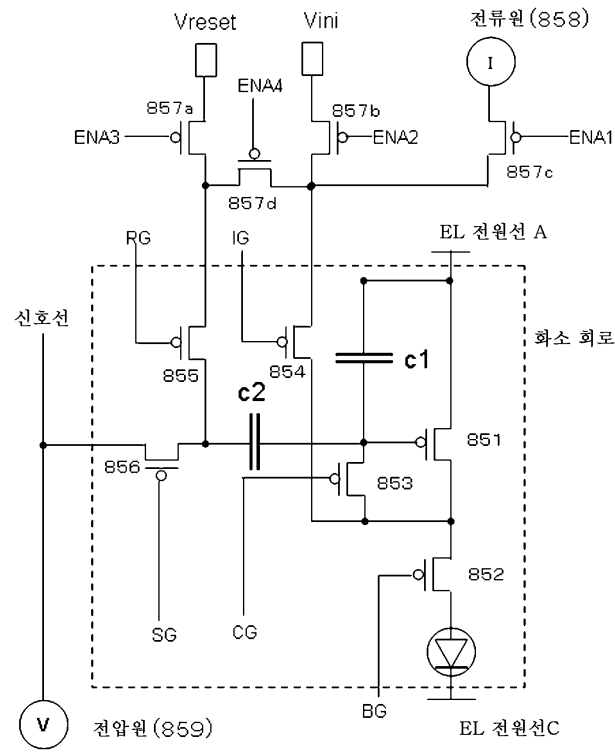 Vreset
Vini
전류원(858)
I
857a
ENA4
857b
ENA3
ENA2
ENA1
857d
857c
RG
IG
EL 전원선 A
신호선
화소 회로
855
854
c1
c2
851
856
853
852
SG
CG
BG
V
전압원(859)
EL 전원선C